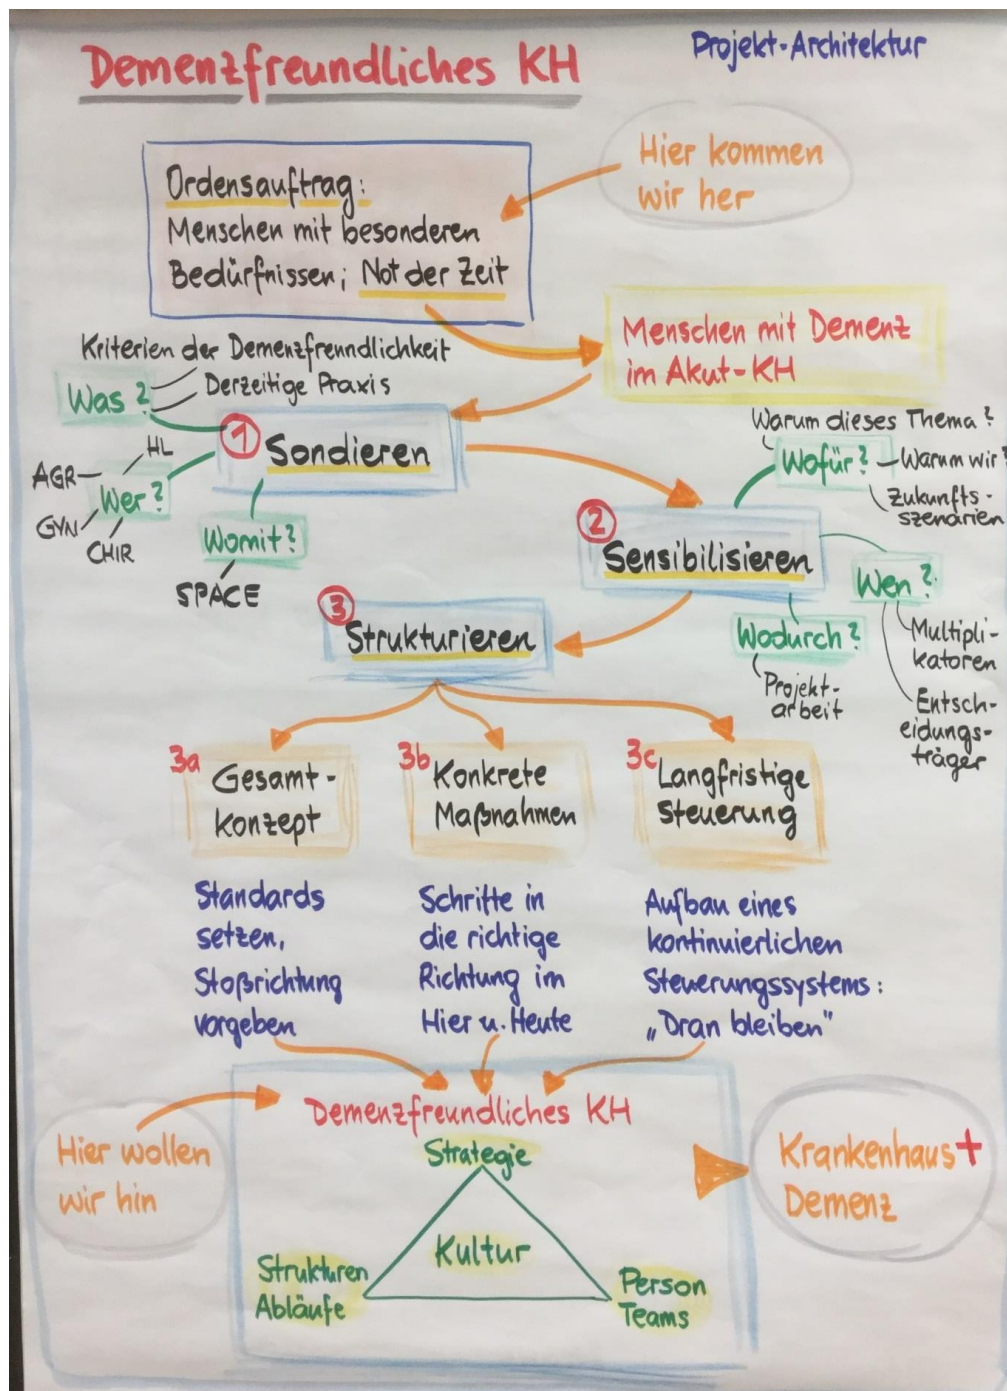 Demenzfreundliches KH
Projekt-Architektur
Hier kommen
wir her
Ordensauftrag:
Menschen mit besonderen
Bedürfnissen; Not der Zeit
Menschen mit Demenz
im Akut-KH
Kriterien der Demenzfreundlichkeit
Derzeitige Praxis
Was?
1 Sondieren
HL
AGR
Wer?
GYN
CHIR
Womit?
SPACE
Warum dieses Thema?
Wofür?
Warum wir?
Zukunfts-
szenarien
2
Sensibilisieren
Wen?
Multipli-
katoren
Entsch-
eidungs-
träger
Wodurch?
Projekt-
arbeit
3
Strukturieren
3a
Gesamt-
konzept
3b
Konkrete
Maßnahmen
3c
Langfristige
Steuerung
Standards
setzen,
Stoßrichtung
vorgeben
Schritte in
die richtige
Richtung im
Hier u. Heute
Aufbau eines
kontinuierlichen
Steuerungssystems:
„Dran bleiben"
Hier wollen
wir hin
Demenzfreundliches KH
Strategie
Kultur
Strukturen
Abläufe
Person
Teams
Krankenhaus+
Demenz